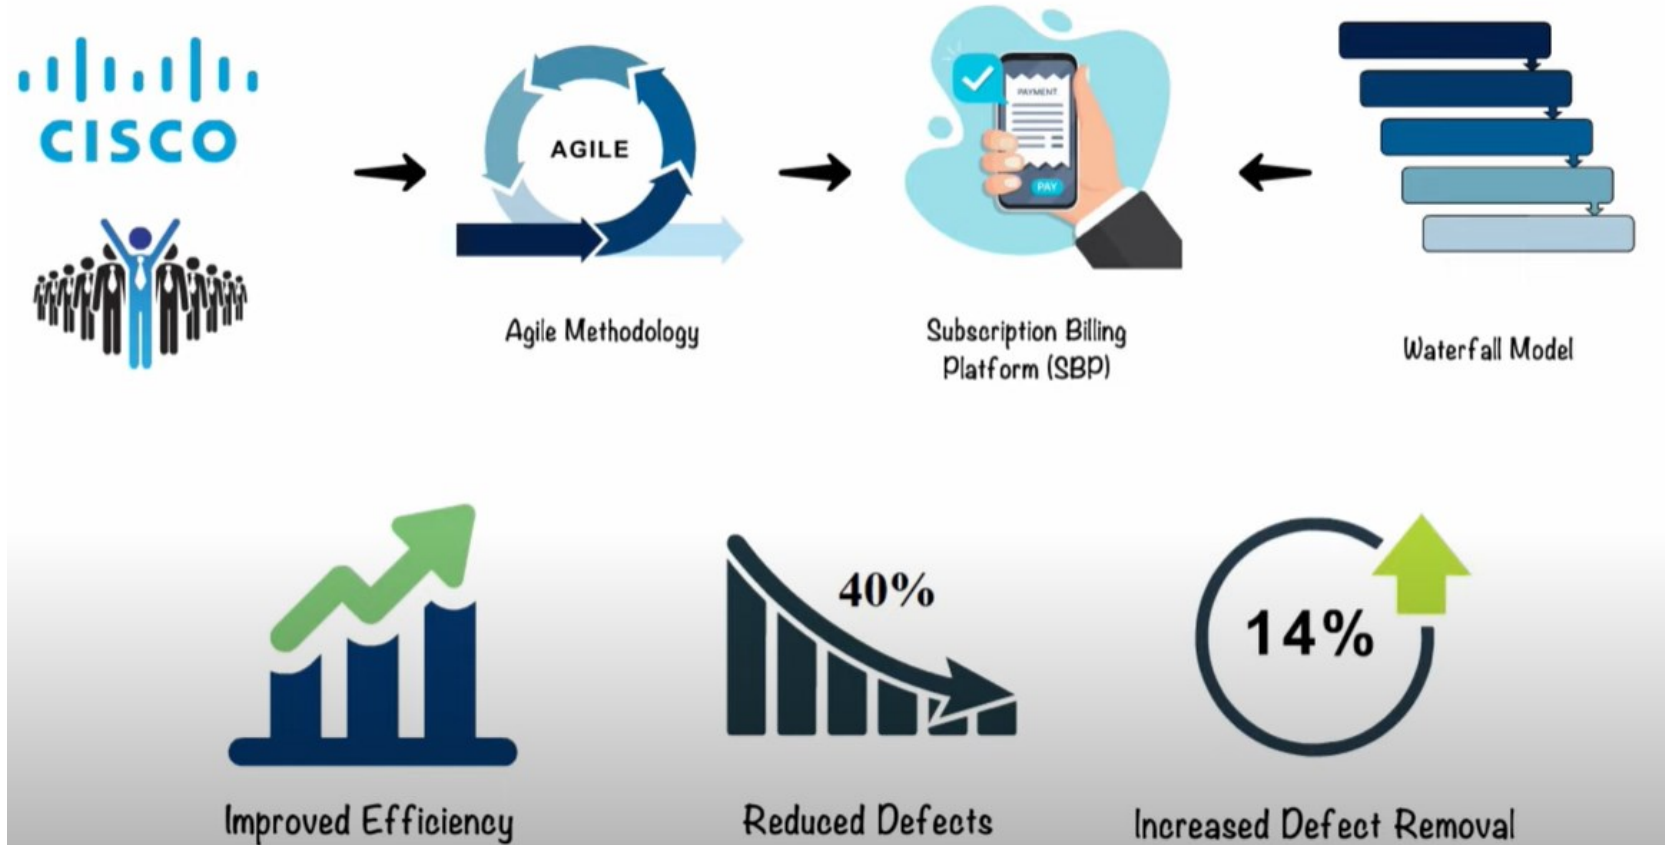 CISCO
AGILE
PAYMENT
PAY
Agile Methodology
Subscription Billing
Platform (SBP)
Waterfall Model
40%
14%
Improved Efficiency
Reduced Defects
Increased Defect Removal